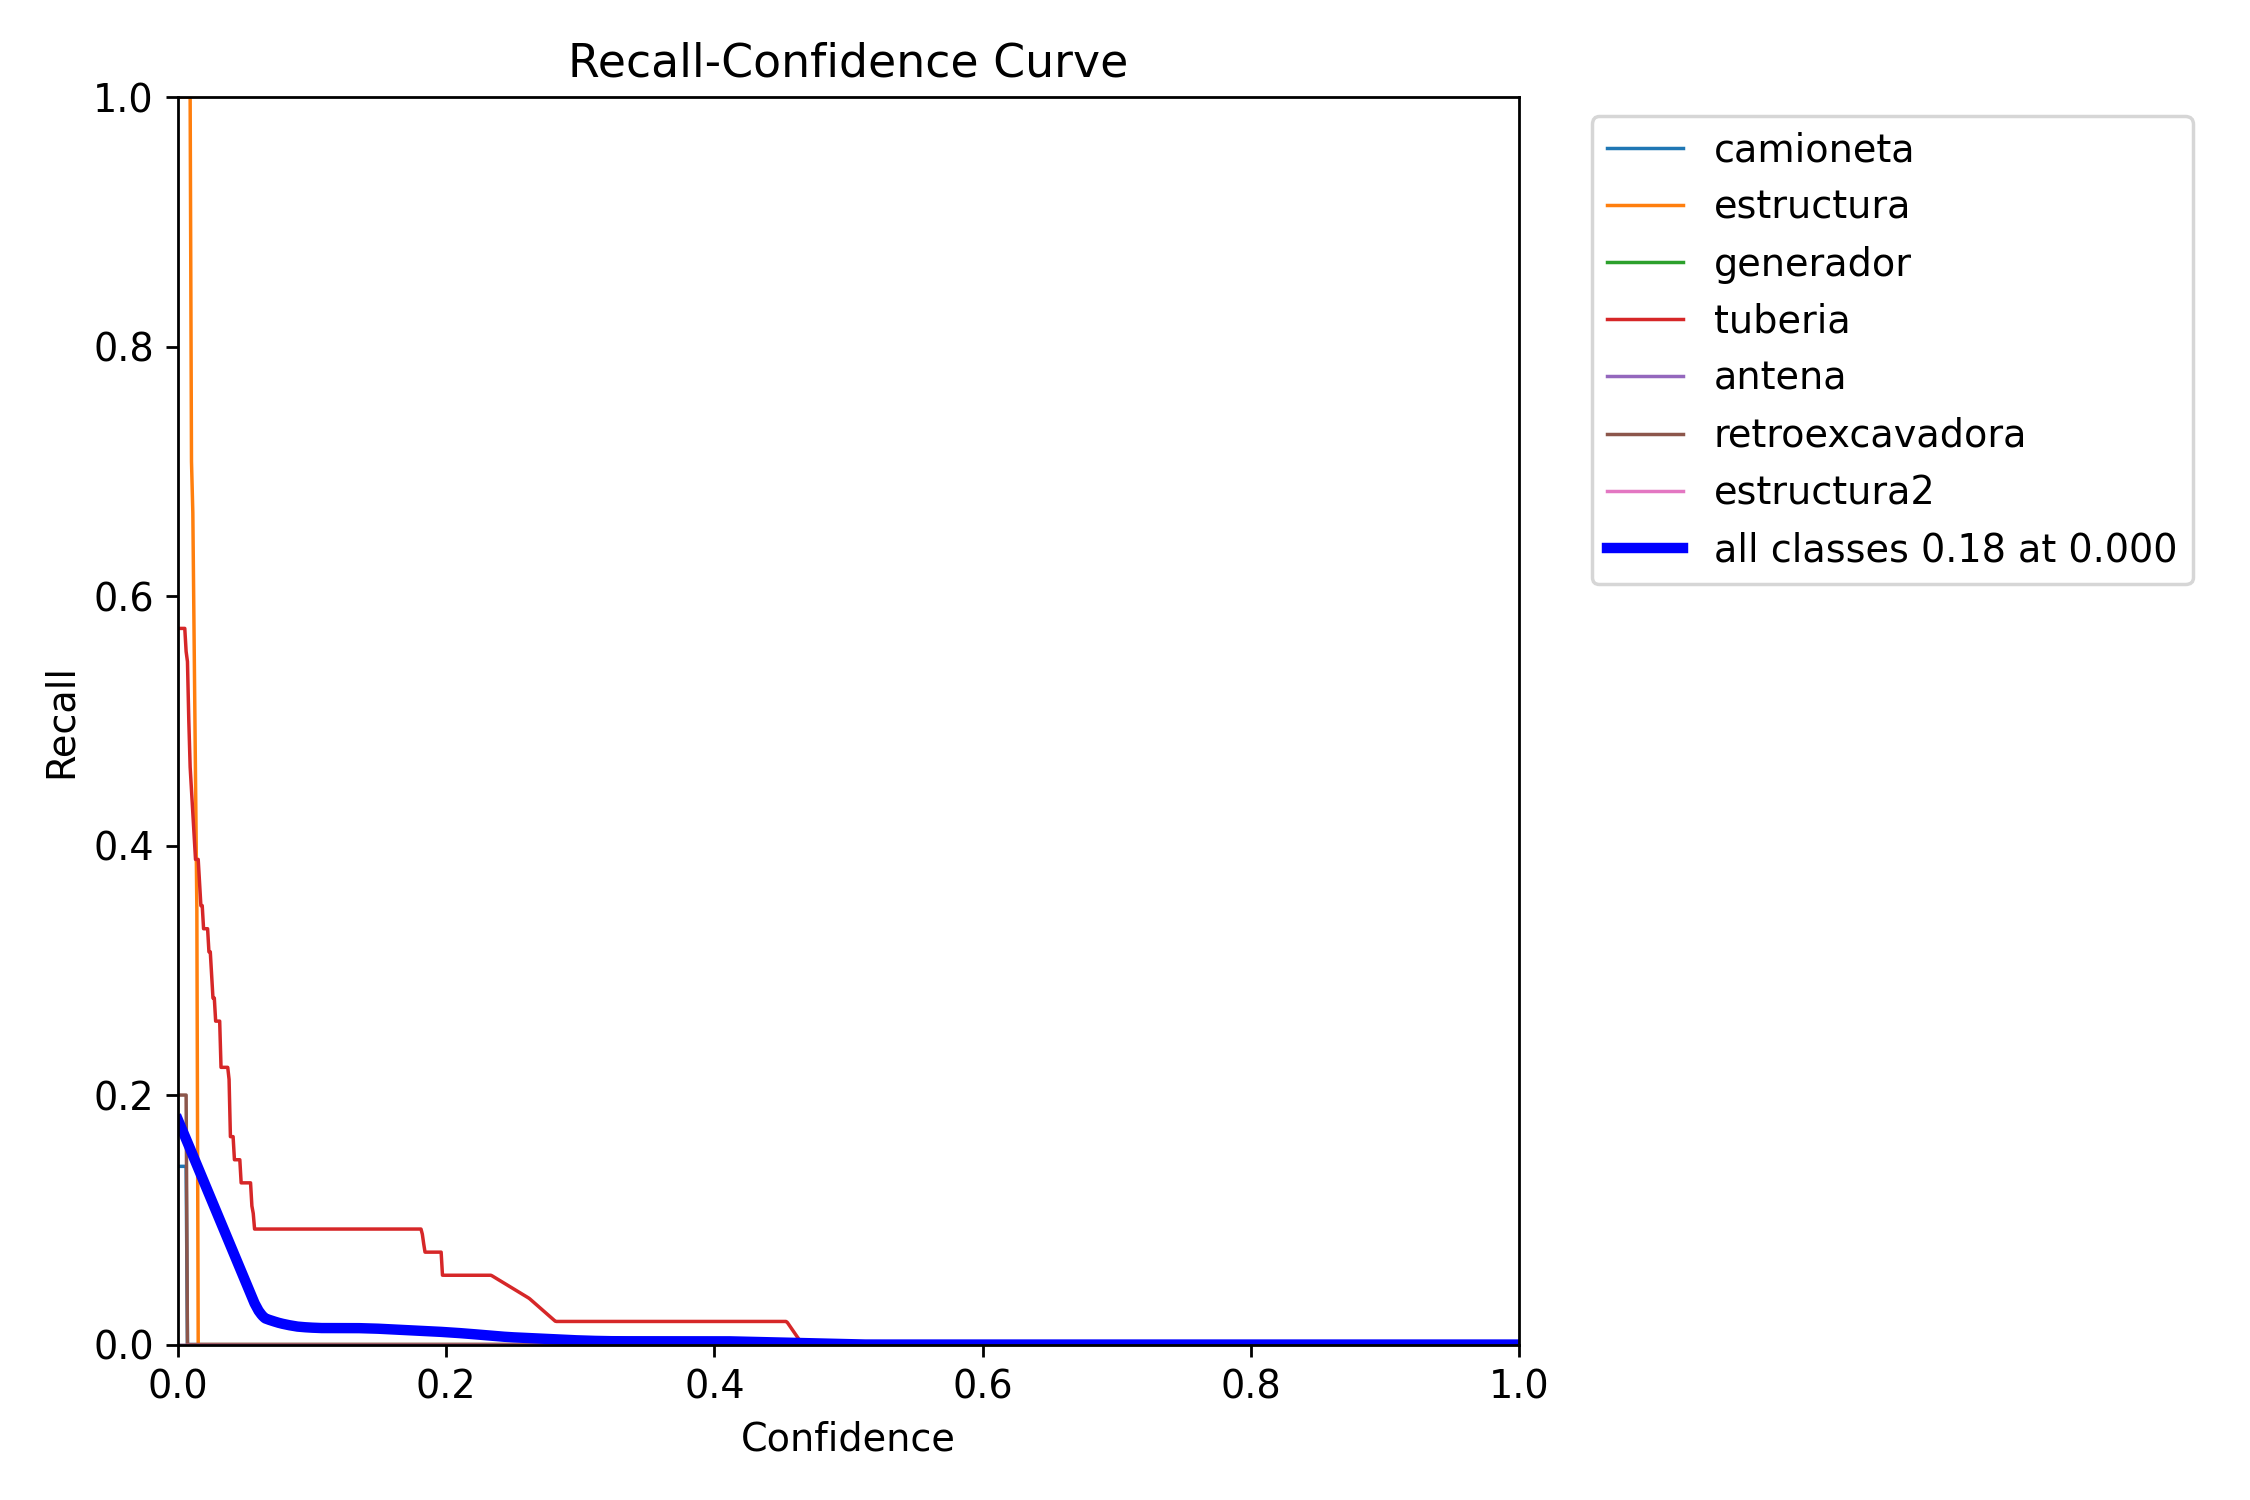 Recall-Confidence Curve
1.0
0.8
0.6
0.4
0.2
0.0
Recall
0.0 0.2 0.4 0.6 0.8 1.0
Confidence
camioneta
estructura
generador
tuberia
antena
retroexcavadora
estructura2
all classes 0.18 at 0.000